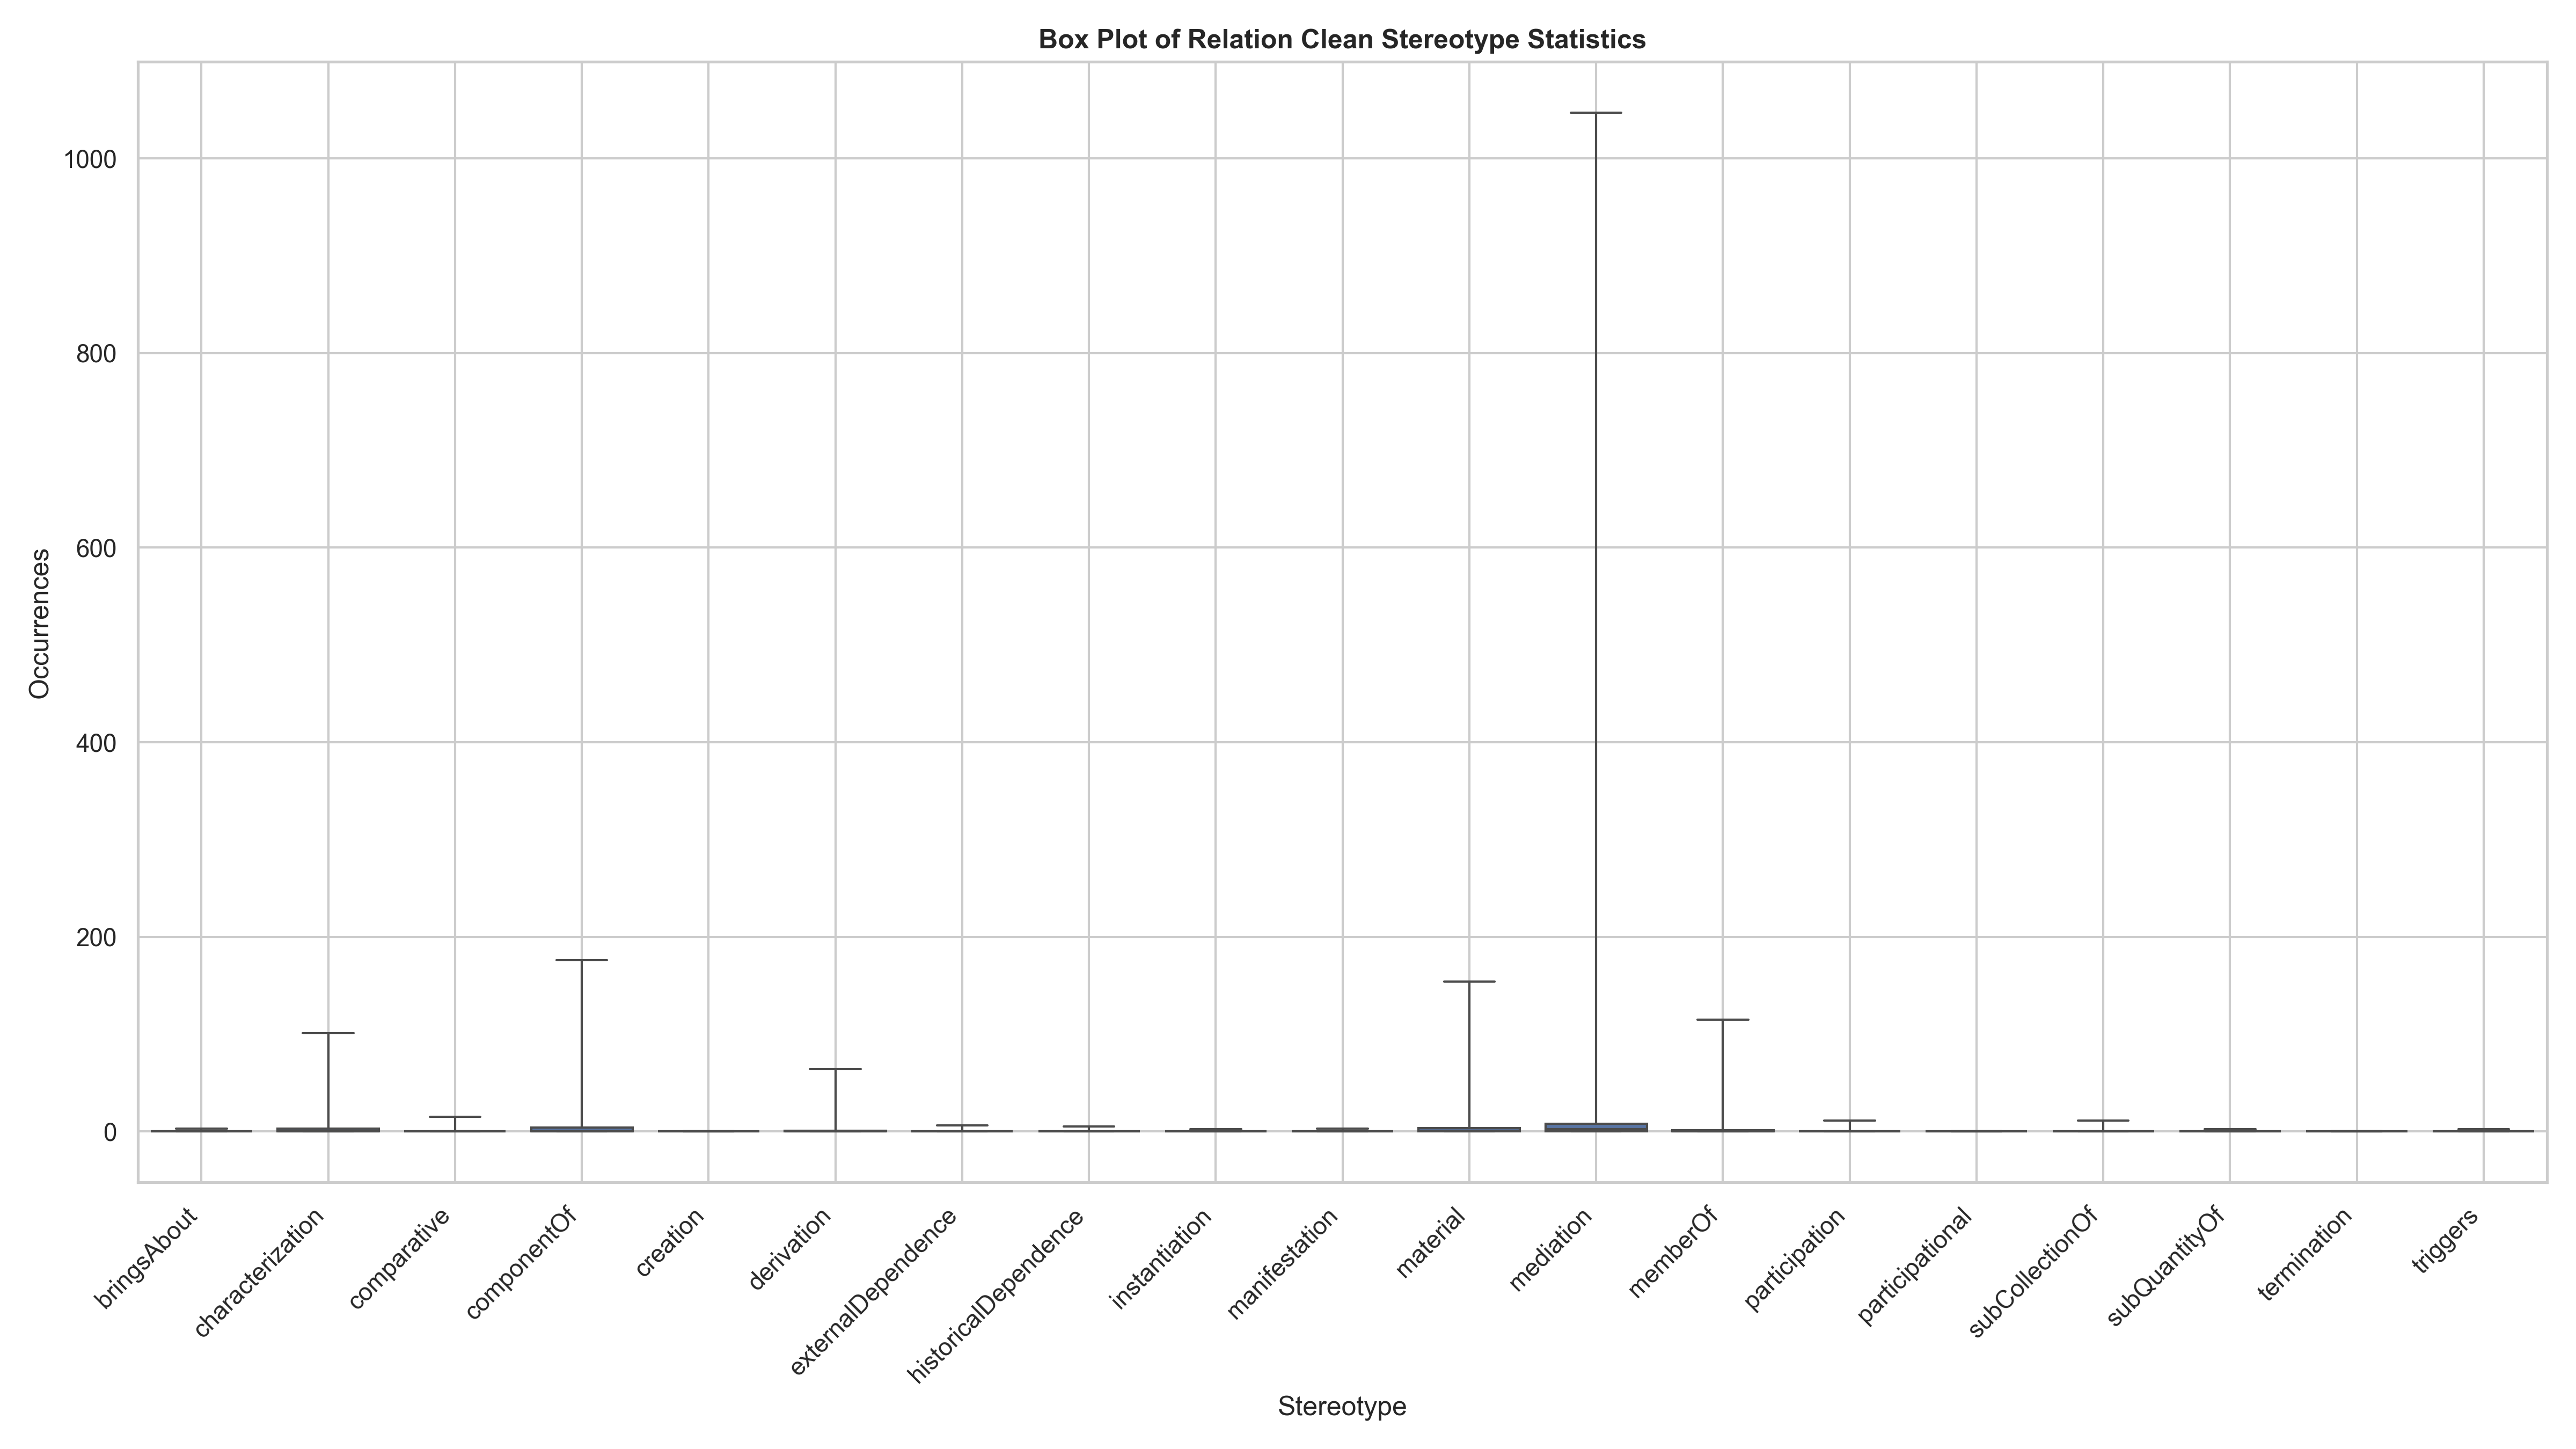 Box Plot of Relation Clean Stereotype Statistics
1000
800
600
400
200
0
Occurrences
bringsAbout
characterization
comparative
componentOf
creation
derivation
externalDependence
historicalDependence
instantiation
manifestation
material
mediation
memberOf
participation
participational
subCollectionOf
subQuantityOf
termination
triggers
Stereotype